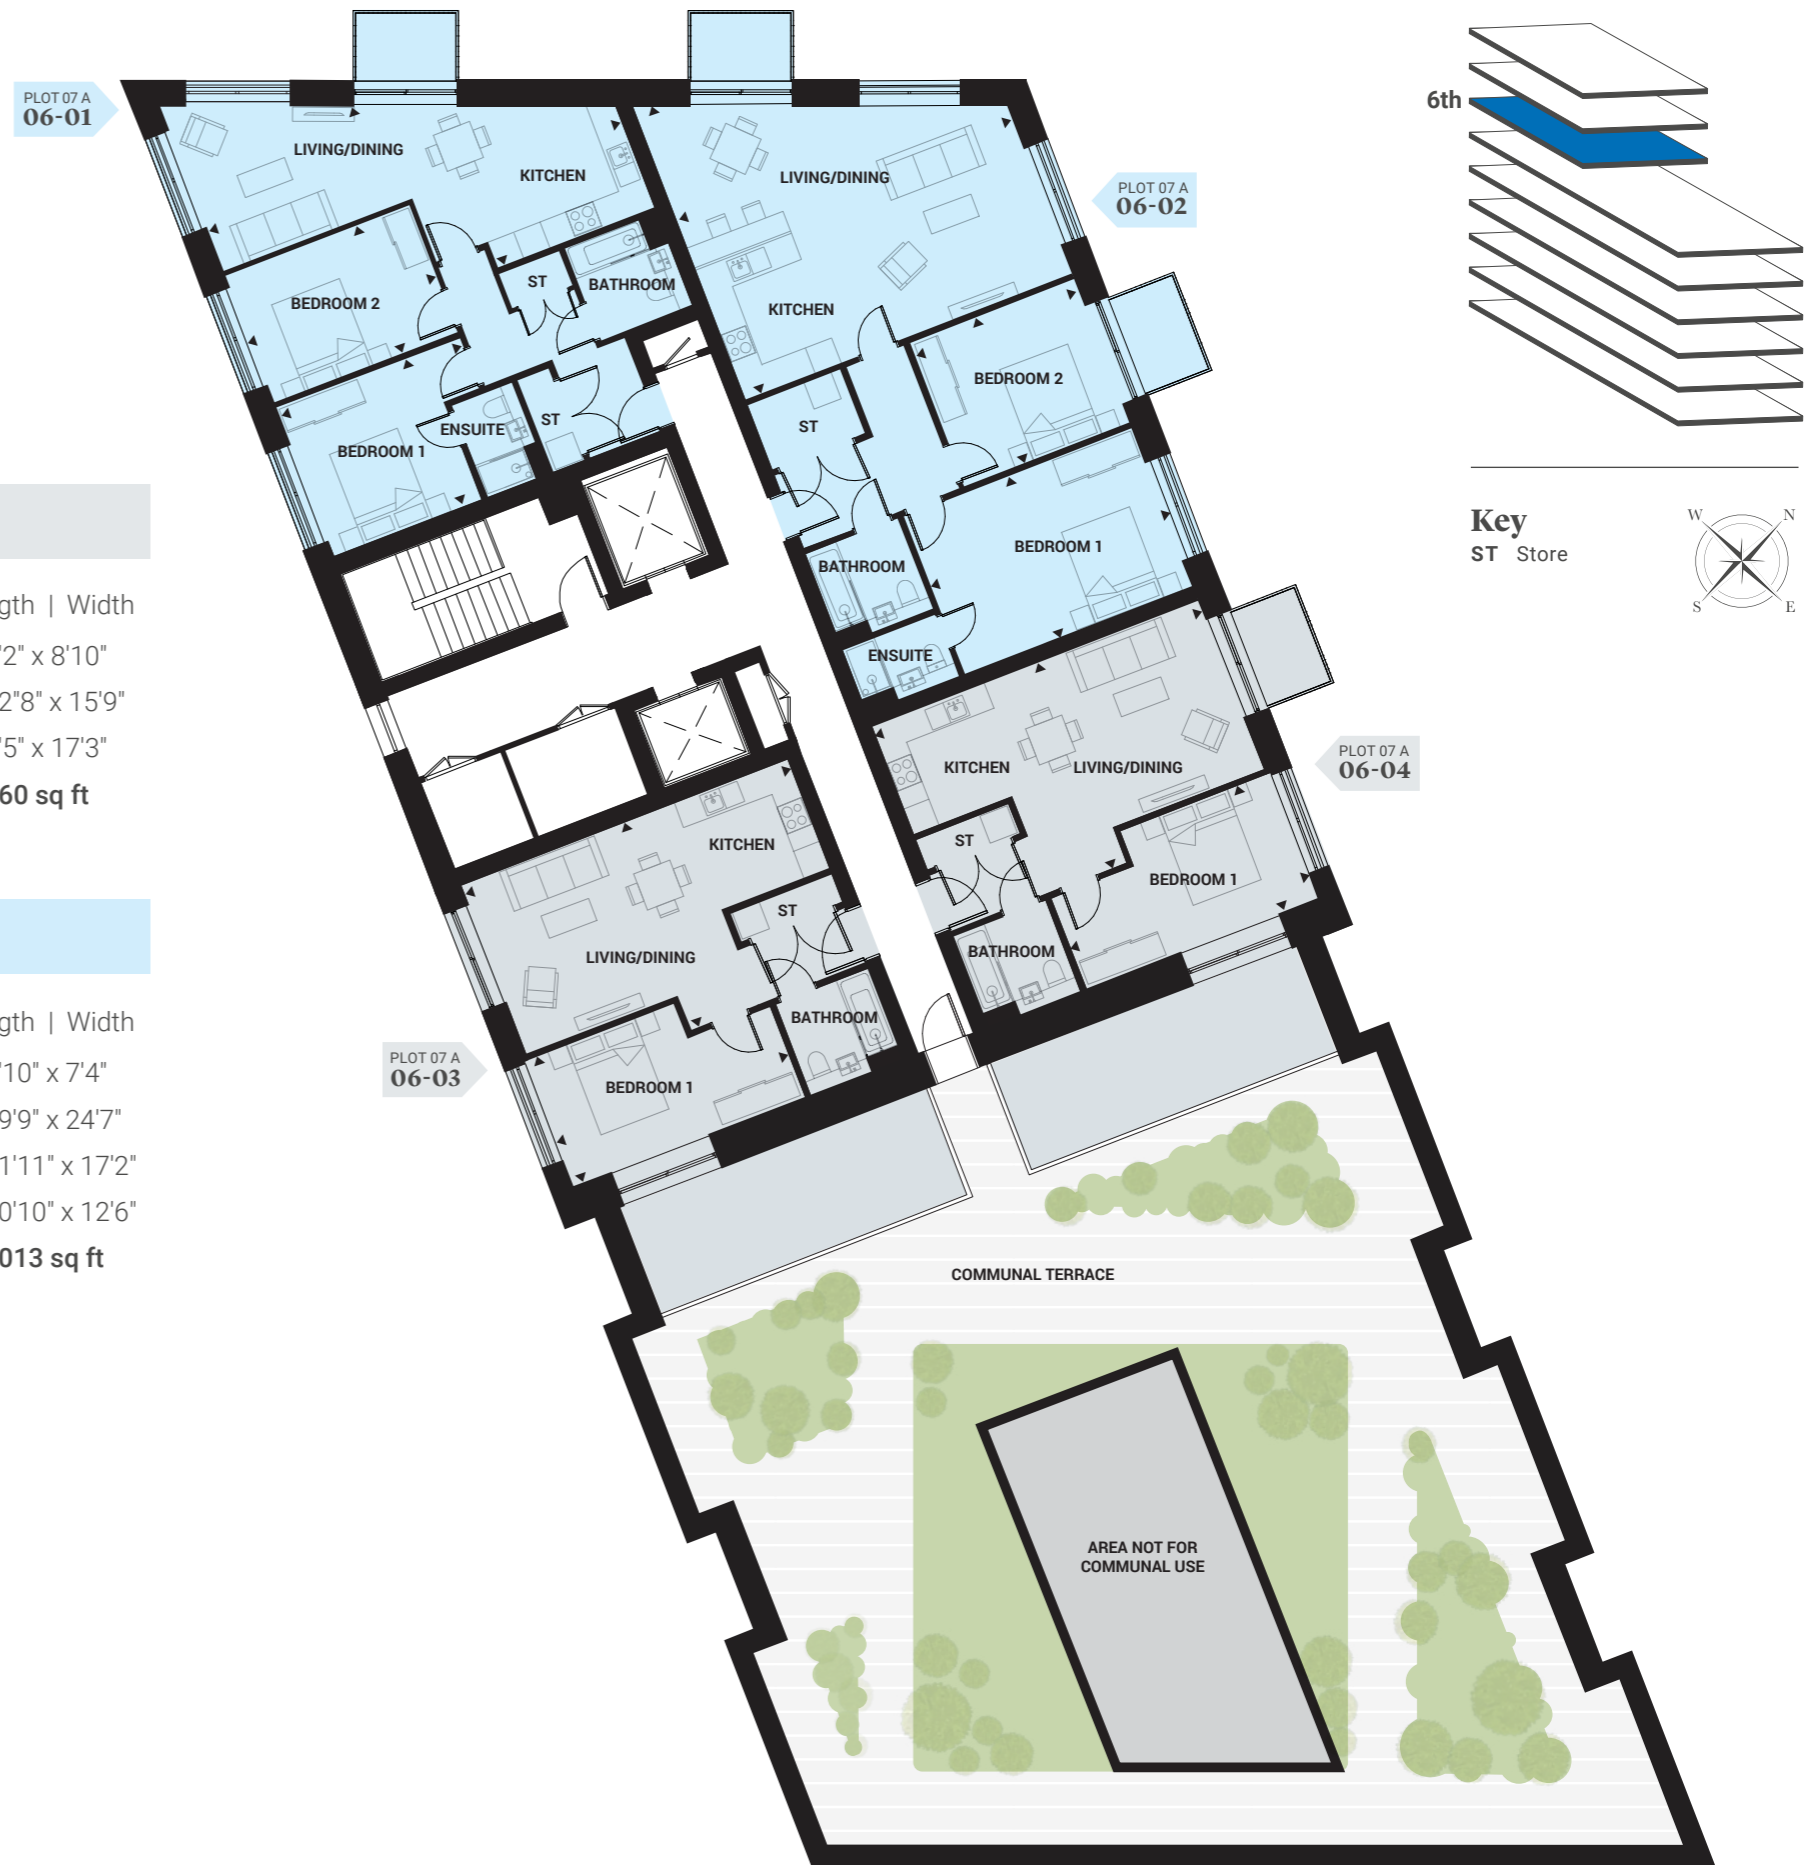 PLOT 07 A
06-01
LIVING/DINING
KITCHEN
BEDROOM 2
ST
BATHROOM
BEDROOM 1
ENSUITE
ST
PLOT 07 A
06-02
LIVING/DINING
KITCHEN
BEDROOM 2
ST
BEDROOM 1
BATHROOM
ENSUITE
6th
Key
ST Store
W N
S E
gth | Width
'2" x 8'10"
2"8" x 15'9"
'5" x 17'3"
60 sq ft
gth | Width
'10" x 7'4"
9'9" x 24'7"
1'11" x 17'2"
0'10" x 12'6"
013 sq ft
PLOT 07 A
06-04
KITCHEN
LIVING/DINING
ST
BEDROOM 1
BATHROOM
KITCHEN
ST
LIVING/DINING
BATHROOM
BEDROOM 1
PLOT 07 A
06-03
COMMUNAL TERRACE
AREA NOT FOR
COMMUNAL USE